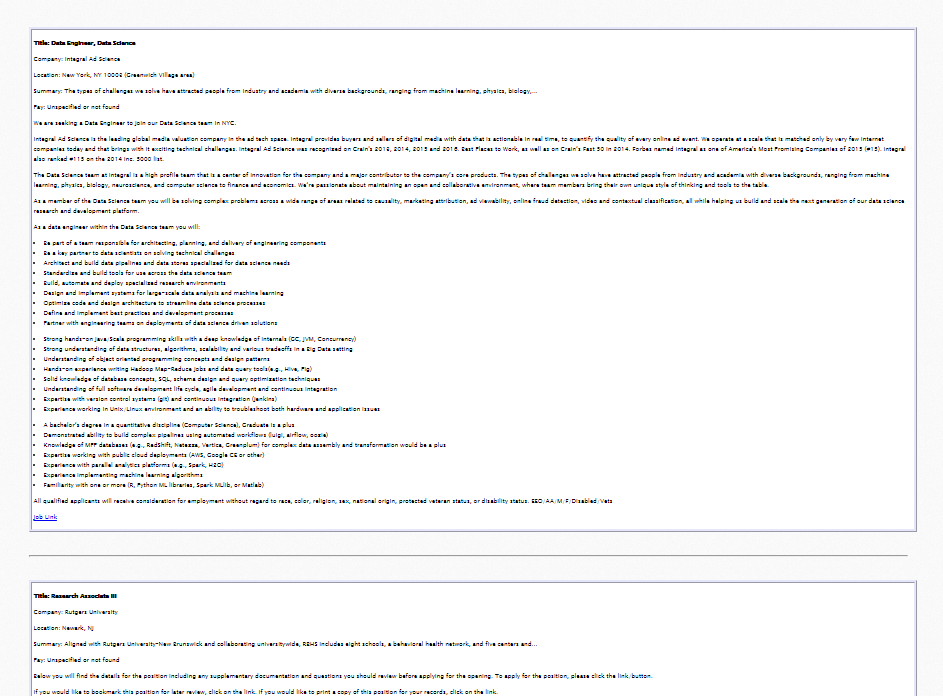 Title: Data Engineer, Data Science
Company: Integral Ad Science
Location: New York, NY 10003 (Greenwich Village area)
Summary: The types of challenges we solve have attracted people from industry and academia with diverse backgrounds, ranging from machine learning, physics, biology,...
Pay: Unspecified or not found
We are seeking a Data Engineer to join our Data Science team in NYC.
Integral Ad Science is the leading global media valuation company in the ad tech space. Integral provides buyers and sellers of digital media with data that is actionable in real time, to quantify the quality of every online ad event. We operate at a scale that is matched only by very few internet
companies today and that brings with it exciting technical challenges. Integral Ad Science was recognized on Crain's 2013, 2014, 2015 and 2016. Best Places to Work, as well as on Crain's Fast 50 in 2014. Forbes named Integral as one of America's Most Promising Companies of 2015 (#15). Integral
also ranked #113 on the 2014 Inc. 5000 list.
The Data Science team at Integral is a high profile team that is a center of innovation for the company and a major contributor to the company's core products. The types of challenges we solve have attracted people from industry and academia with diverse backgrounds, ranging from machine
learning, physics, biology, neuroscience, and computer science to finance and economics. We're passionate about maintaining an open and collaborative environment, where team members bring their own unique style of thinking and tools to the table.
As a member of the Data Science team you will be solving complex problems across a wide range of areas related to causality, marketing attribution, ad viewability, online fraud detection, video and contextual classification, all while helping us build and scale the next generation of our data science
research and development platform.
As a data engineer within the Data Science team you will:
• Be part of a team responsible for architecting, planning, and delivery of engineering components
• Be a key partner to data scientists on solving technical challenges
• Architect and build data pipelines and data stores specialized for data science needs
• Standardize and build tools for use across the data science team
• Build, automate and deploy specialized research environments
• Design and implement systems for large-scale data analysis and machine learning
• Optimize code and design architecture to streamline data science processes
• Define and implement best practices and development processes
• Partner with engineering teams on deployments of data science driven solutions
• Strong hands-on Java/Scala programming skills with a deep knowledge of internals (GC, JVM, Concurrency)
• Strong understanding of data structures, algorithms, scalability and various tradeoffs in a Big Data setting
• Understanding of object oriented programming concepts and design patterns
• Hands-on experience writing Hadoop Map-Reduce jobs and data query tools(e.g., Hive, Pig)
• Solid knowledge of database concepts, SQL, schema design and query optimization techniques
• Understanding of full software development life cycle, agile development and continuous integration
• Expertise with version control systems (git) and continuous integration (jenkins)
• Experience working in Unix/Linux environment and an ability to troubleshoot both hardware and application issues
• A bachelor's degree in a quantitative discipline (Computer Science), Graduate is a plus
• Demonstrated ability to build complex pipelines using automated workflows (luigi, airflow, oozie)
• Knowledge of MPP databases (e.g., RedShift, Netezza, Vertica, Greenplum) for complex data assembly and transformation would be a plus
• Expertise working with public cloud deployments (AWS, Google CE or other)
• Experience with parallel analytics platforms (e.g., Spark, H2O)
• Experience implementing machine learning algorithms
• Familiarity with one or more (R, Python ML libraries, Spark MLlib, or Matlab)
All qualified applicants will receive consideration for employment without regard to race, color, religion, sex, national origin, protected veteran status, or disability status. EEO/AA/M/F/Disabled/Vets
Job Link
Title: Research Associate III
Company: Rutgers University
Location: Newark, NJ
Summary: Aligned with Rutgers University-New Brunswick and collaborating universitywide, RBHS includes eight schools, a behavioral health network, and five centers and...
Pay: Unspecified or not found
Below you will find the details for the position including any supplementary documentation and questions you should review before applying for the opening. To apply for the position, please click the link/button.
If you would like to bookmark this position for later review, click on the link. If you would like to print a copy of this position for your records, click on the link.